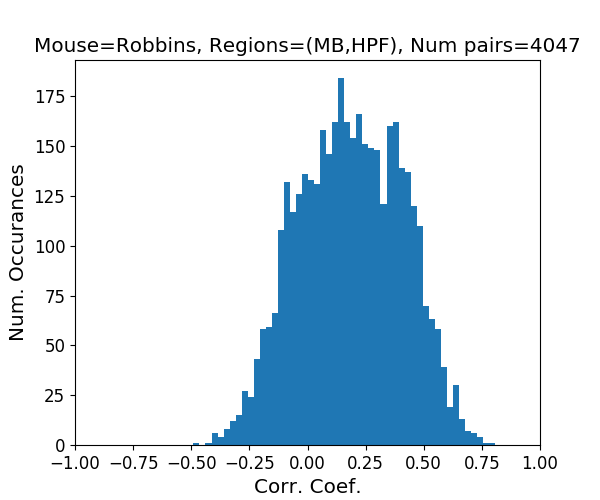 Mouse=Robbins, Regions=(MB,HPF), Num pairs=4047
Num. Occurances
175
150
125
100
75
50
25
0
−1.00 −0.75 −0.50 −0.25 0.00 0.25 0.50 0.75 1.00
Corr. Coef.